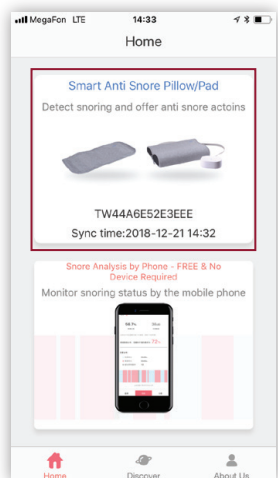 MegaFon LTE 14:33
Home
Smart Anti Snore Pillow/Pad
Detect snoring and offer anti snore actoins
TW44A6E52E3EEE
Sync time:2018-12-21 14:32
Snore Analysis by Phone - FREE & No
Device Required
Monitor snoring status by the mobile phone
Home Discover About Us